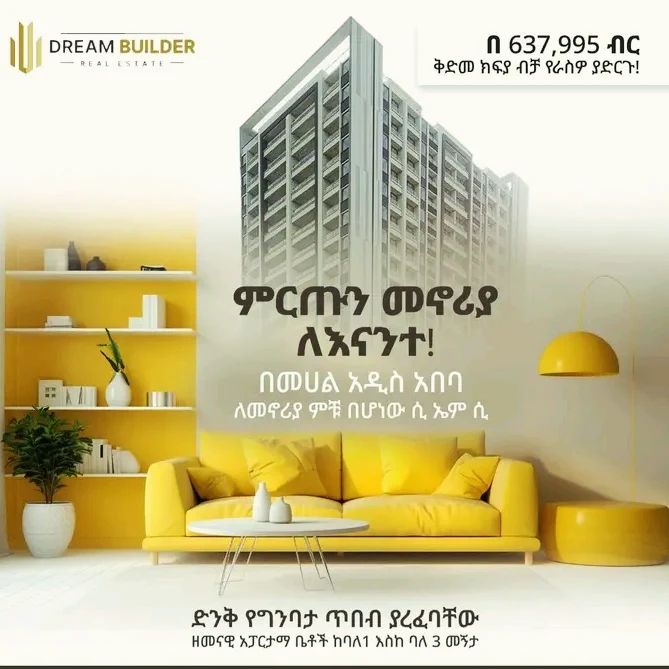 DREAM BUILDER
REAL ESTATE
በ 637,995 ብር
ቅድመ ክፍያ ብቻ የራስዎ ያድርጉ!
ምርጡን መኖሪያ
ለእናንተ!
በመሀል አዲስ አበባ
ለመኖሪያ ምቹ በሆነው ሲ ኤም ሲ
ድንቅ የግንባታ ጥበብ ያረፈባቸው
ዘመናዊ አፓርታማ ቤቶች ከባለ1 እስከ ባለ 3 መኝታ